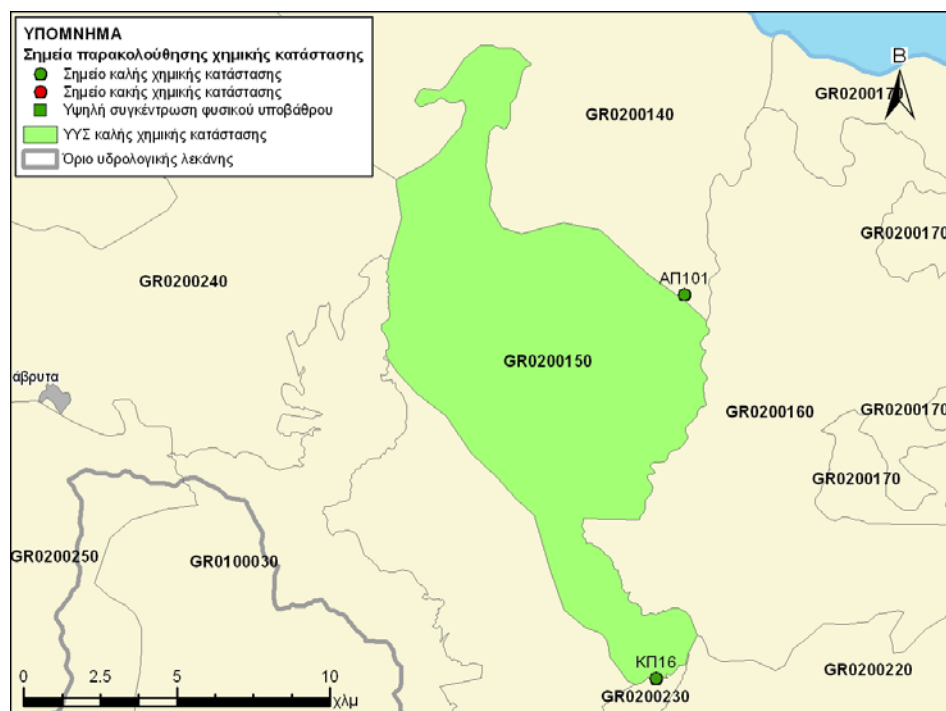 ΥΠΟΜΝΗΜΑ
Σημεία παρακολούθησης χημικής κατάστασης
Σημείο καλής χημικής κατάστασης
Σημείο κακής χημικής κατάστασης
Υψηλή συγκέντρωση φυσικού υποβάθρου
ΥΥΣ καλής χημικής κατάστασης
Όριο υδρολογικής λεκάνης
Β
GR0200170
GR0200140
GR0200170
GR0200240
ΑΠ101
GR0200150
άβρυτα
GR0200160
GR0200170
GR0200170
GR0200250
GR0100030
ΚΠ16
GR0200220
GR0200230
0 2.5 5 10
χλμ